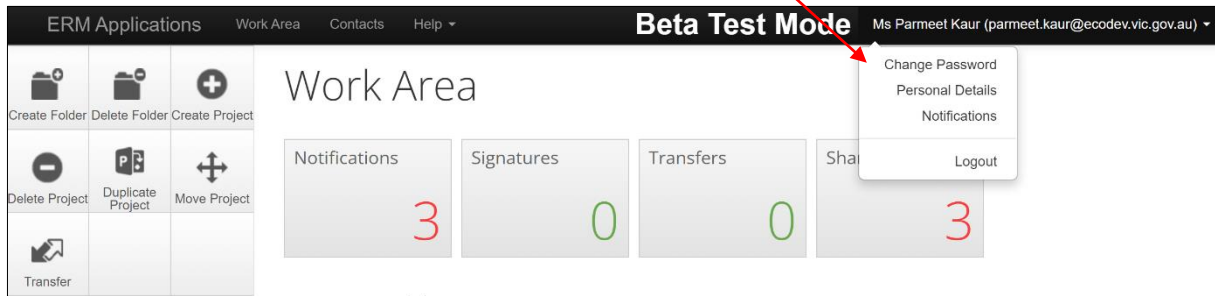 ERM Applications Work Area Contacts Help Beta Test Mode Ms Parmeet Kaur (parmeet.kaur@ecodev.vic.gov.au)
Change Password
Personal Details
Notifications
Logout
Create Folder Delete Folder Create Project
Delete Project Duplicate Project Move Project
Transfer
Work Area
Notifications Signatures Transfers Sha
3 0 0 3